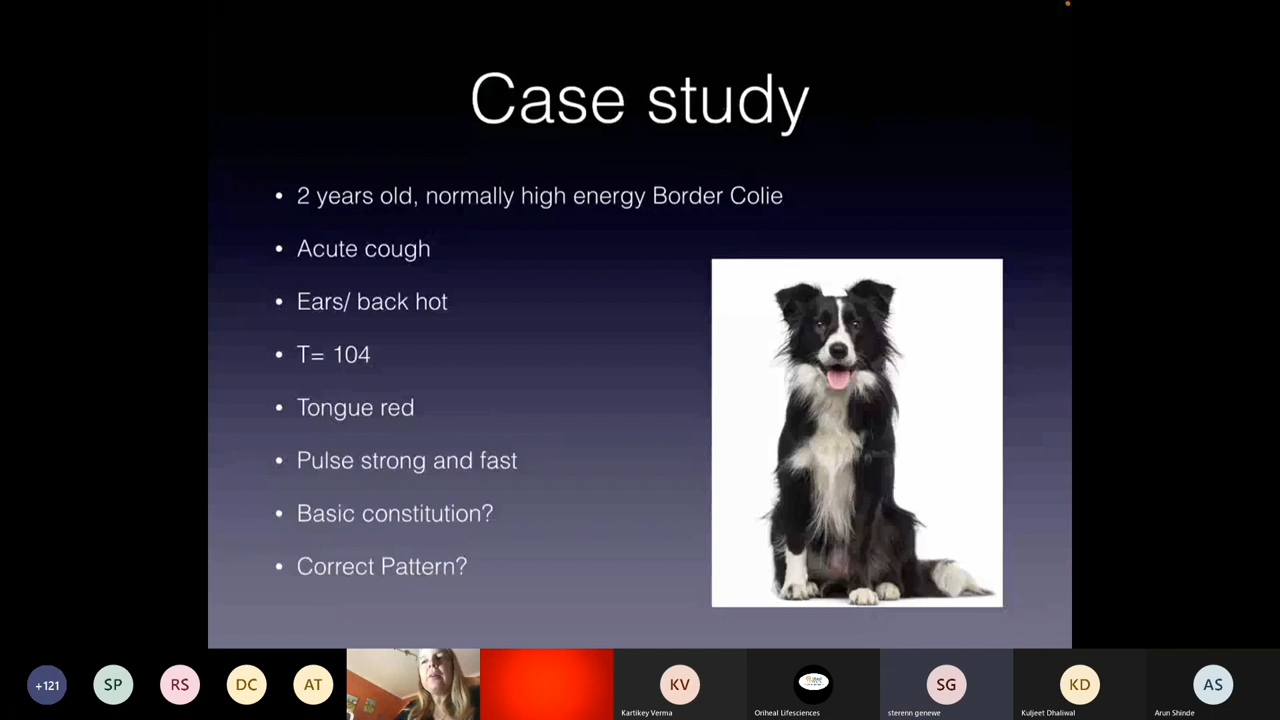 Case study
• 2 years old, normally high energy Border Colie
• Acute cough
• Ears/ back hot
• T= 104
• Tongue red
• Pulse strong and fast
• Basic constitution?
• Correct Pattern?
+121
SP
RS
DC
AT
KV
Kartikey Verma
Oriheal Lifesciences
SG
sterenn genewe
KD
Kuljeet Dhaliwal
AS
Arun Shinde